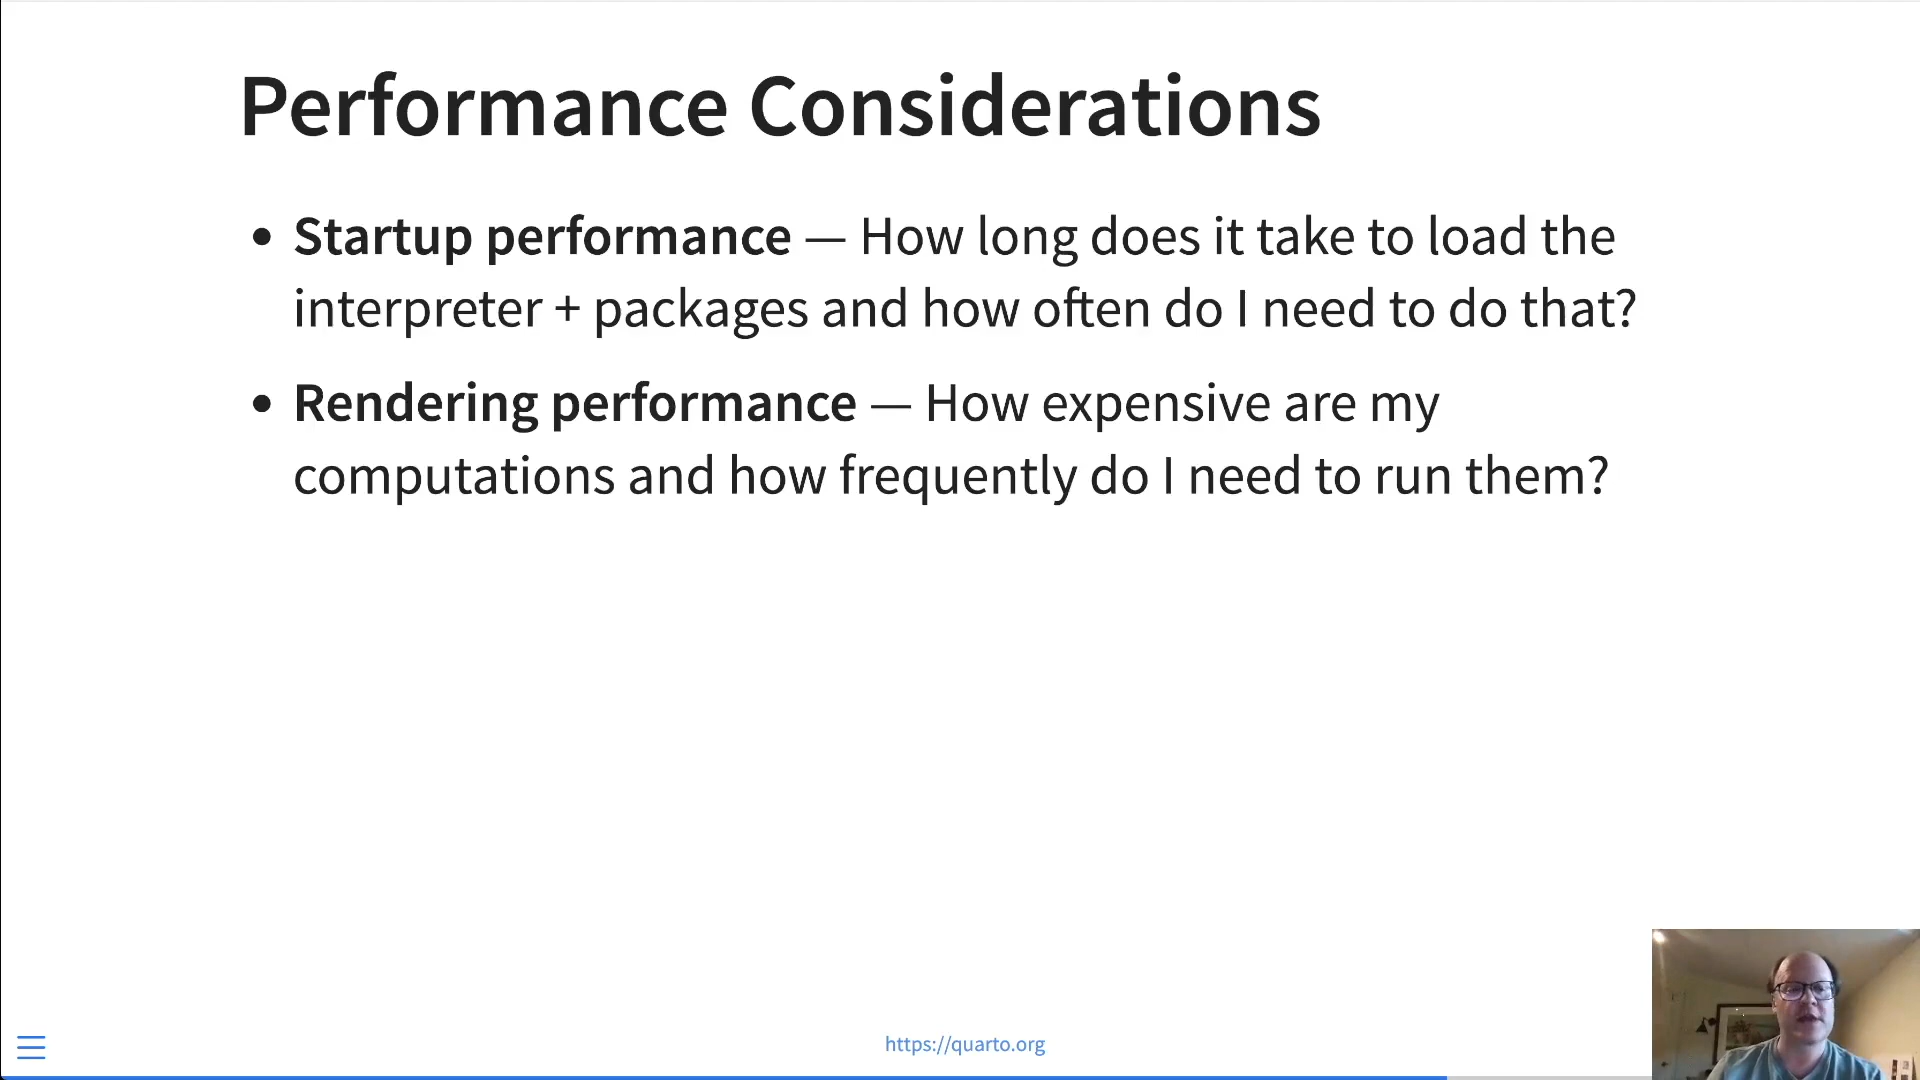 Performance Considerations
• Startup performance — How long does it take to load the
interpreter + packages and how often do I need to do that?
• Rendering performance — How expensive are my
computations and how frequently do I need to run them?
https://quarto.org